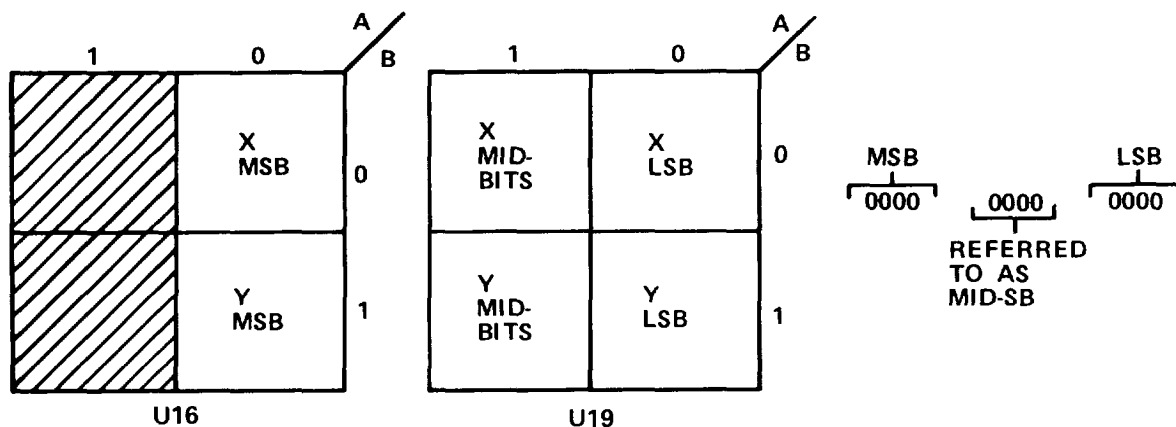 A
B
1 0
X
MSB
0
Y
MSB
1
U16
A
B
1 0
X
MID-
BITS
X
LSB
0
Y
MID-
BITS
Y
LSB
1
U19
MSB
0000
0000
REFERRED
TO AS
MID-SB
LSB
0000